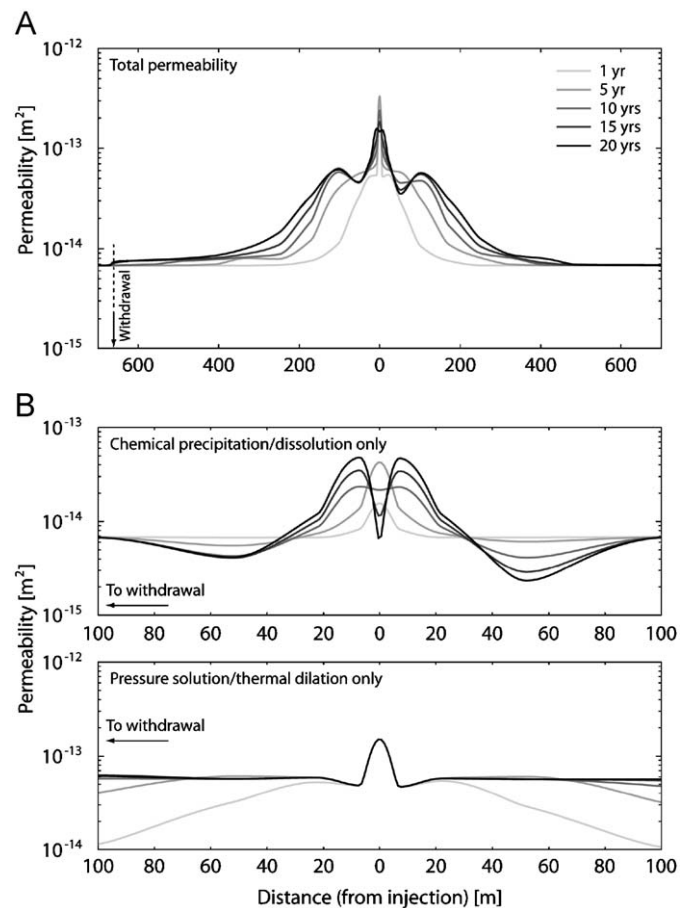 A
Total permeability
1 yr
5 yr
10 yrs
15 yrs
20 yrs
Permeability [m²]
10⁻¹²
10⁻¹³
10⁻¹⁴
10⁻¹⁵
Withdrawal
600 400 200 0 200 400 600
B
Chemical precipitation/dissolution only
10⁻¹³
10⁻¹⁴
10⁻¹⁵
To withdrawal
100 80 60 40 20 0 20 40 60 80 100
Permeability [m²]
Pressure solution/thermal dilation only
To withdrawal
10⁻¹²
10⁻¹³
10⁻¹⁴
100 80 60 40 20 0 20 40 60 80 100
Distance (from injection) [m]